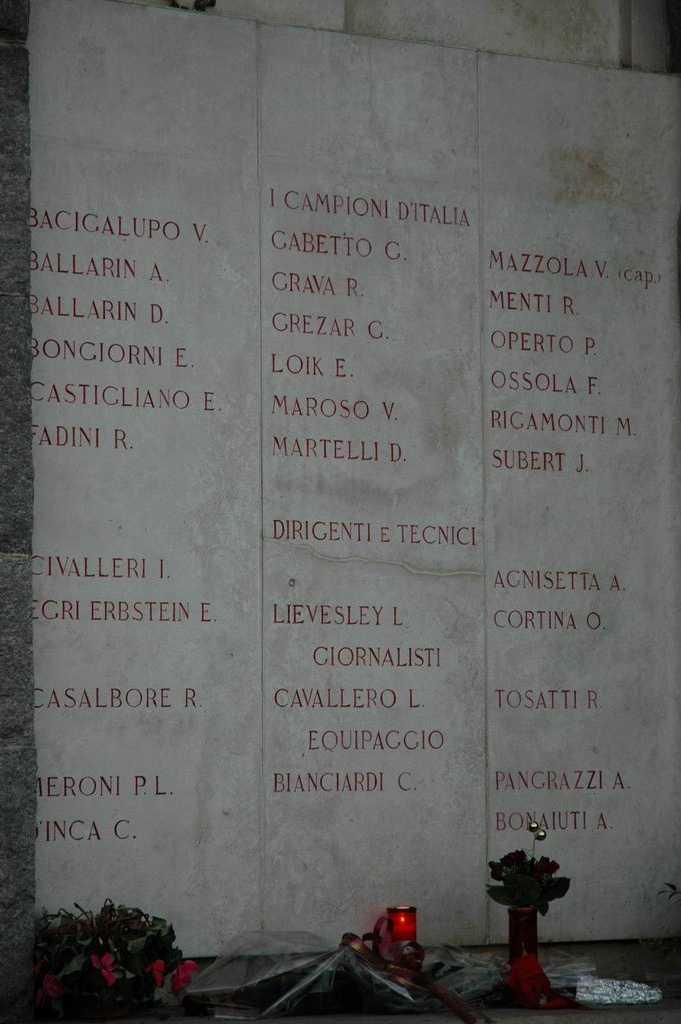 I CAMPIONI D'ITALIA
BACIGALUPO V.
BALLARIN A.
BALLARIN D.
BONGIORNI E.
CASTIGLIANO E.
FADINI R.
GABETTO G.
GRAVA R.
GREZAR G.
LOIK E.
MAROSO V.
MARTELLI D.
MAZZOLA V. (cap.)
MENTI R.
OPERTO P.
OSSOLA F.
RIGAMONTI M.
SUBERT J.
DIRIGENTI E TECNICI
CIVALLERI I.
EGRI ERBSTEIN E.
LIEVESLEY L.
AGNISETTA A.
CORTINA O.
GIORNALISTI
CASALBORE R.
CAVALLERO L.
TOSATTI R.
EQUIPAGGIO
MERONI P.L.
D'INCA C.
BIANCIARDI C.
PANGRAZZI A.
BONAIUTI A.